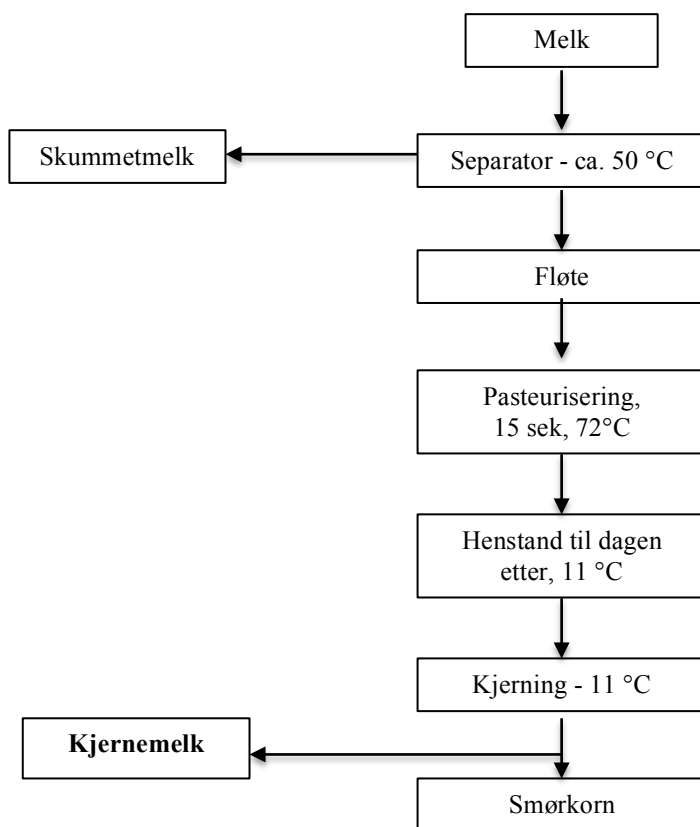 Melk
Skummetmelk
Separator - ca. 50 °C
Fløte
Pasteurisering,
15 sek, 72°C
Henstand til dagen
etter, 11 °C
Kjerning - 11 °C
Kjernemelk
Smørkorn